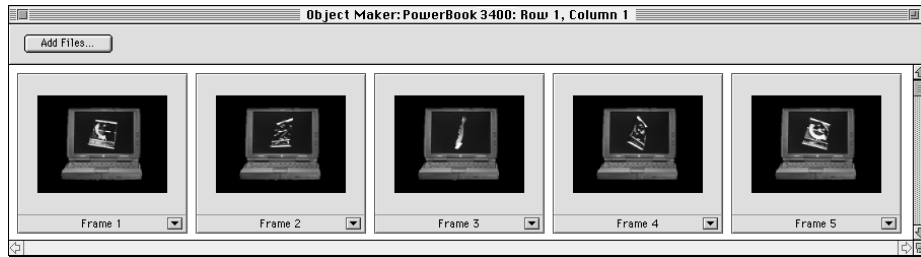 Object Maker: PowerBook 3400: Row 1, Column 1
Add Files...
Frame 1
Frame 2
Frame 3
Frame 4
Frame 5